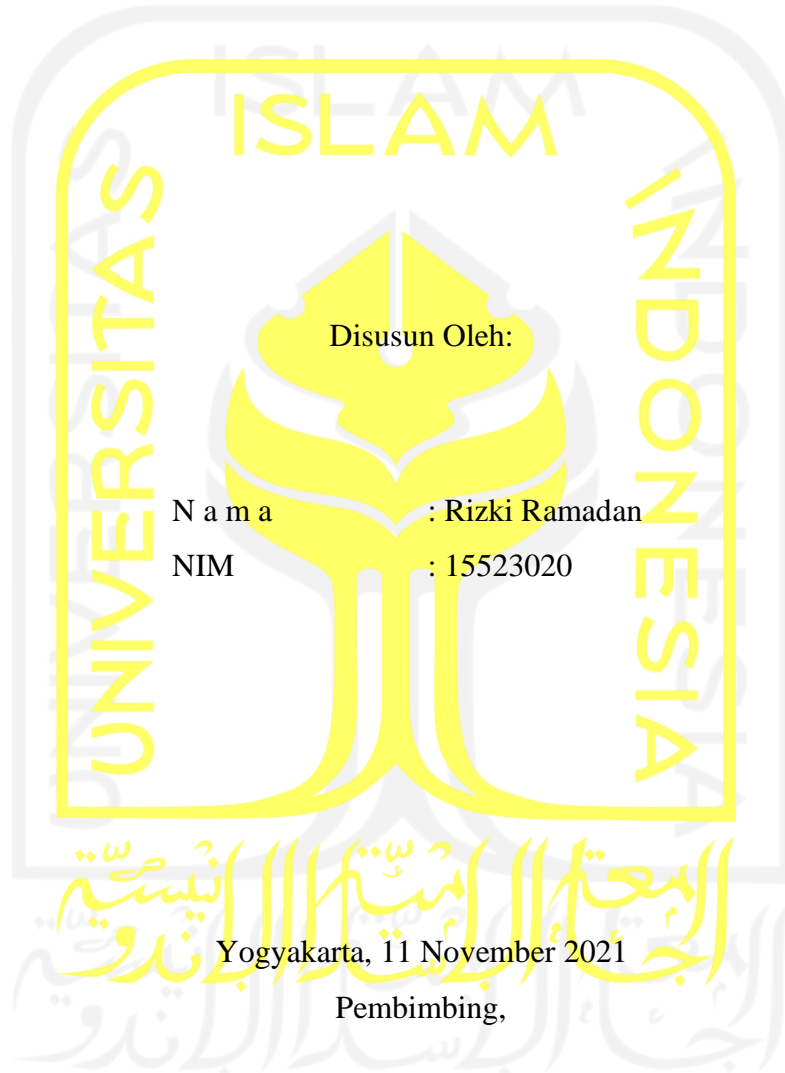 ISLAM
UNIVERSITAS
INDONESIA
Disusun Oleh:
N a m a : Rizki Ramadan
NIM : 15523020
Yogyakarta, 11 November 2021
Pembimbing,